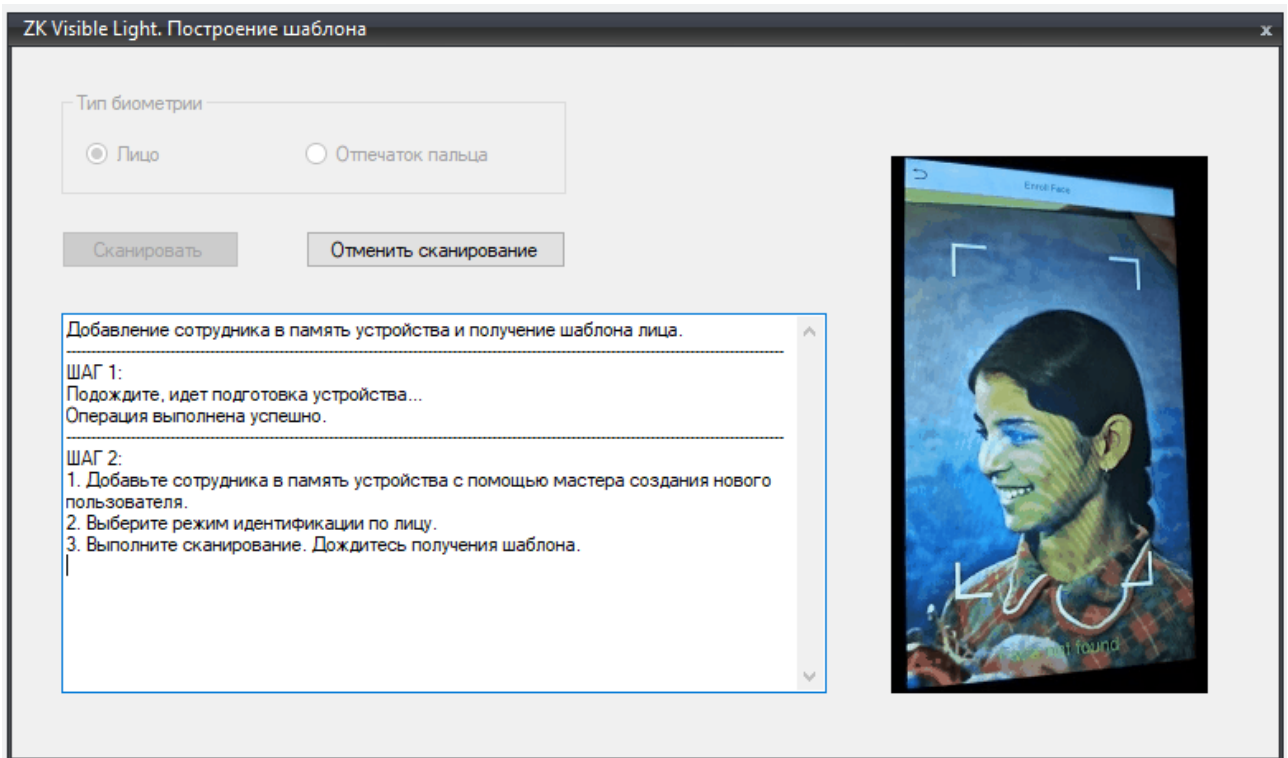 ZK Visible Light. Построение шаблона
x
Тип биометрии
Лицо
Отпечаток пальца
Сканировать
Отменить сканирование
Добавление сотрудника в память устройства и получение шаблона лица.
ШАГ 1:
Подождите, идет подготовка устройства...
Операция выполнена успешно.
ШАГ 2:
1. Добавьте сотрудника в память устройства с помощью мастера создания нового
пользователя.
2. Выберите режим идентификации по лицу.
3. Выполните сканирование. Дождитесь получения шаблона.
Enroll Face
not found